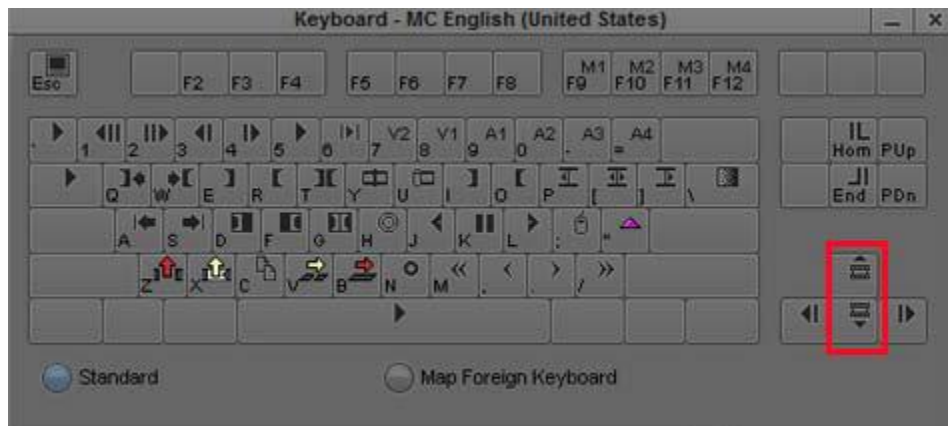 Keyboard - MC English (United States)
Esc F2 F3 F4 F5 F6 F7 F8 M1 F9 M2 F10 M3 F11 M4 F12
` 1 2 3 4 5 6 7 V2 8 V1 9 A1 0 A2 - A3 = A4 Hom PUp
Q W E R T Y U I O P [ ] \ End PDn
A S D F G H J K L ; "
Z X C V B N M , . /
Standard Map Foreign Keyboard